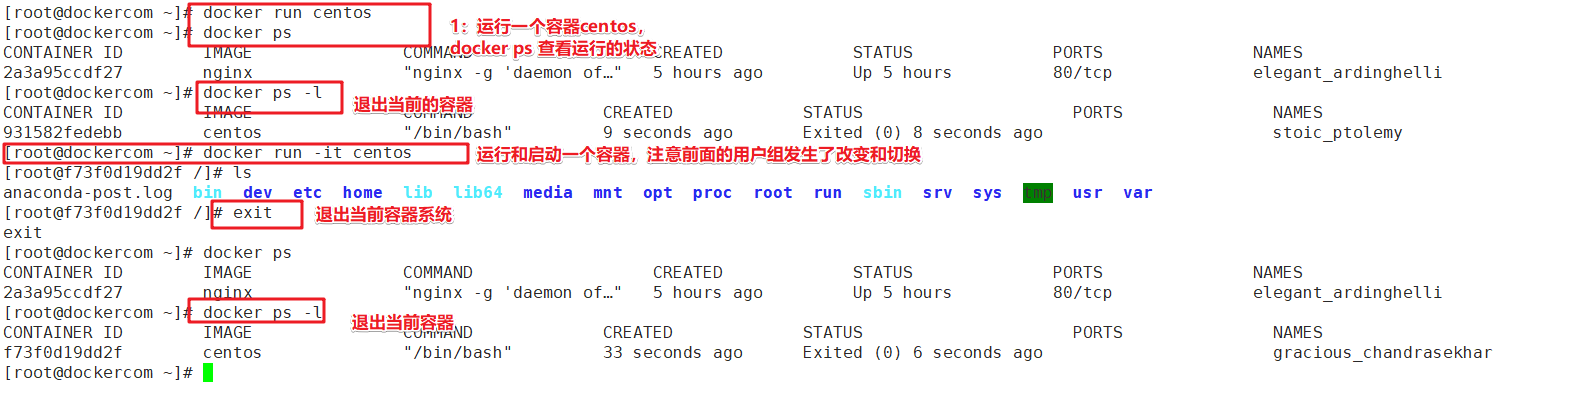 [root@dockercom ~]# docker run centos
[root@dockercom ~]# docker ps
1：运行一个容器centos，
docker ps 查看运行的状态
CONTAINER ID IMAGE COMMAND CREATED STATUS PORTS NAMES
2a3a95ccdf27 nginx "nginx -g 'daemon of…" 5 hours ago Up 5 hours 80/tcp elegant_ardinghelli
[root@dockercom ~]# docker ps -l 退出当前的容器
CONTAINER ID IMAGE COMMAND CREATED STATUS PORTS NAMES
931582fedebb centos "/bin/bash" 9 seconds ago Exited (0) 8 seconds ago stoic_ptolemy
[root@dockercom ~]# docker run -it centos 运行和启动一个容器，注意前面的用户组发生了改变和切换
[root@f73f0d19dd2f /]# ls
anaconda-post.log bin dev etc home lib lib64 media mnt opt proc root run sbin srv sys tmp usr var
[root@f73f0d19dd2f /]# exit 退出当前容器系统
exit
[root@dockercom ~]# docker ps
CONTAINER ID IMAGE COMMAND CREATED STATUS PORTS NAMES
2a3a95ccdf27 nginx "nginx -g 'daemon of…" 5 hours ago Up 5 hours 80/tcp elegant_ardinghelli
[root@dockercom ~]# docker ps -l 退出当前容器
CONTAINER ID IMAGE COMMAND CREATED STATUS PORTS NAMES
f73f0d19dd2f centos "/bin/bash" 33 seconds ago Exited (0) 6 seconds ago gracious_chandrasekhar
[root@dockercom ~]#